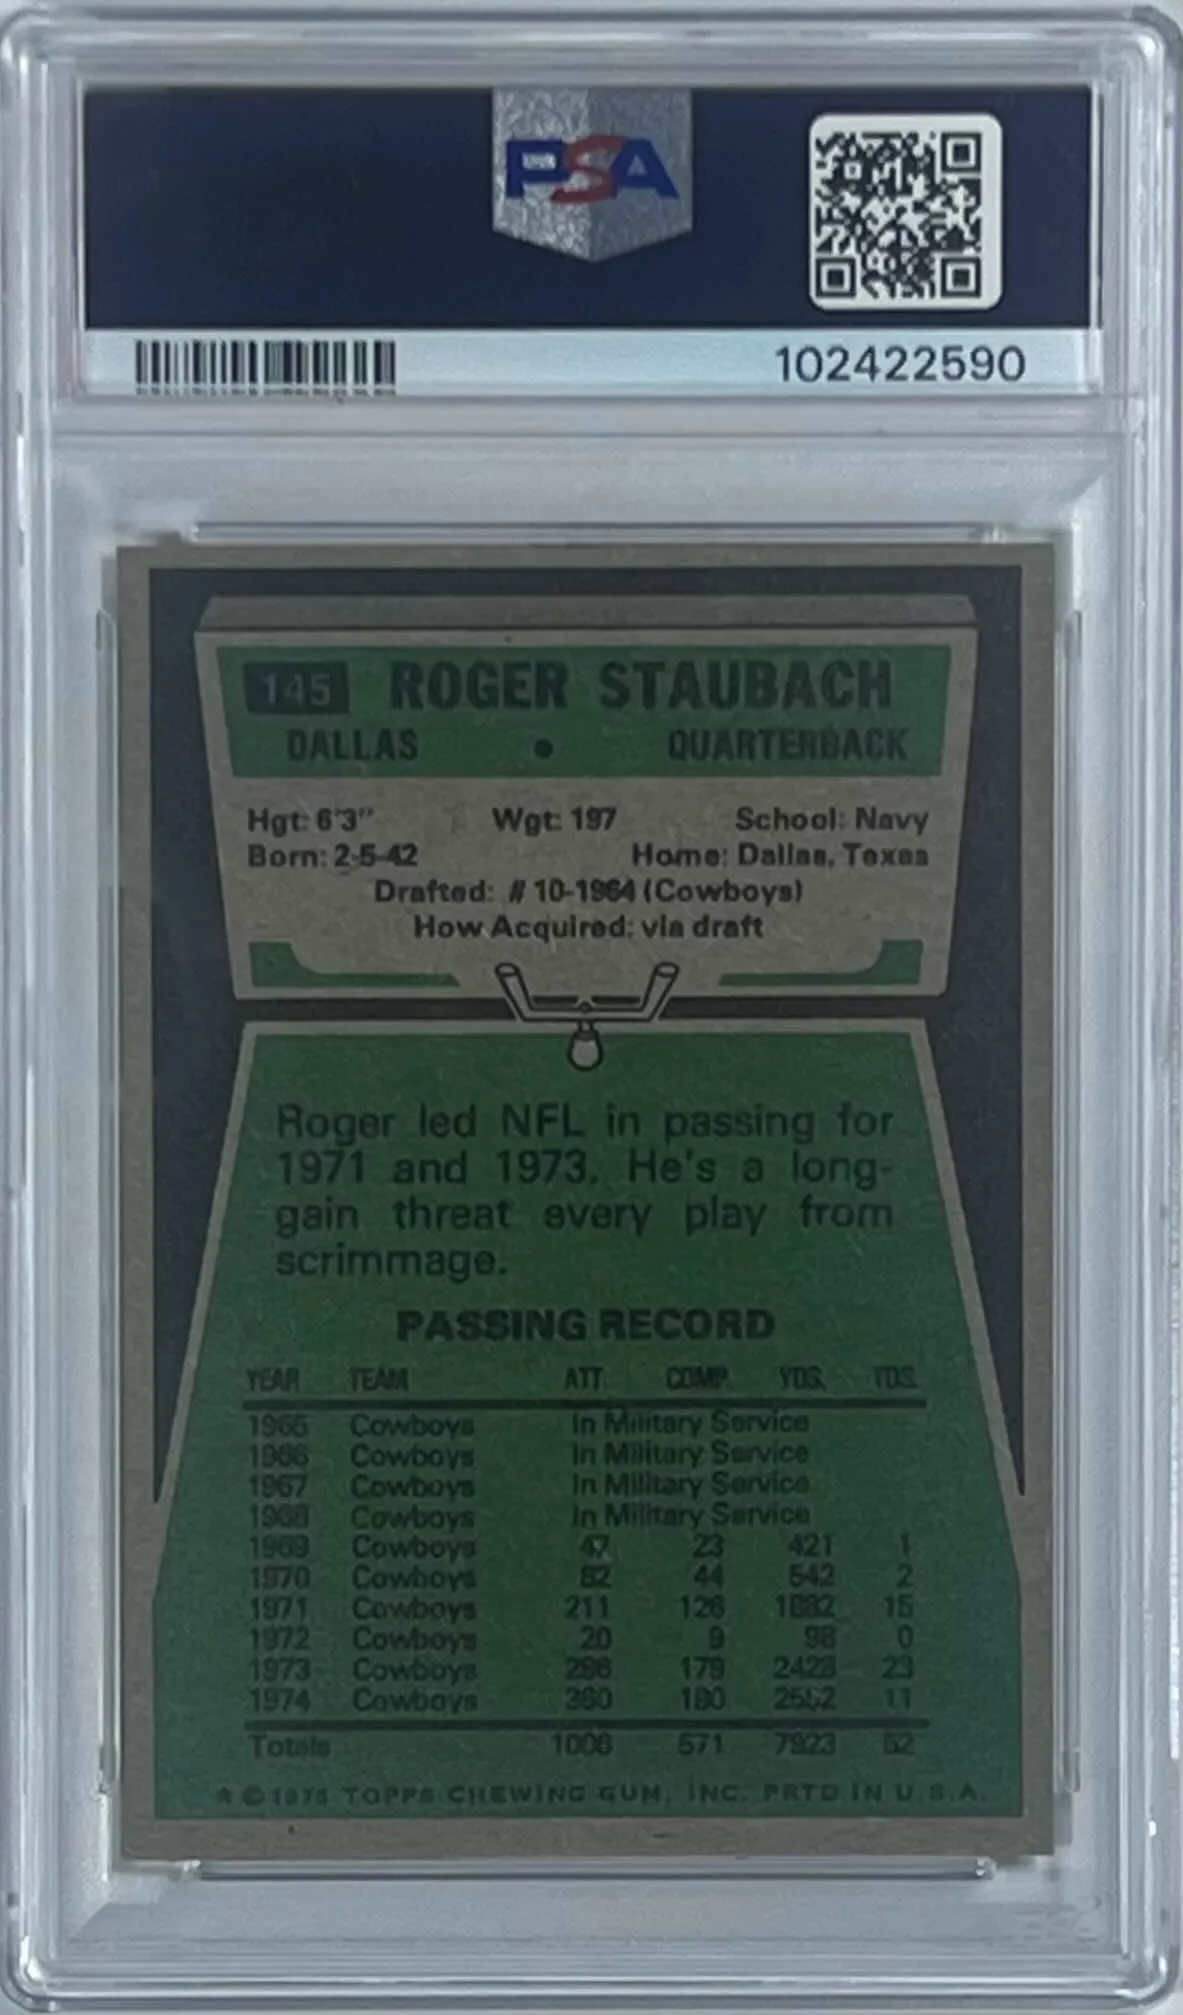 PSA
102422590
145 ROGER STAUBACH
DALLAS • QUARTERBACK
Hgt: 6'3" Wgt: 197 School: Navy
Born: 2-5-42 Home: Dallas, Texas
Drafted: # 10-1964 (Cowboys)
How Acquired: via draft
Roger led NFL in passing for
1971 and 1973. He's a long-
gain threat every play from
scrimmage.
PASSING RECORD
YEAR TEAM ATT. COMP. YDS. TDS.
1965 Cowboys In Military Service
1966 Cowboys In Military Service
1967 Cowboys In Military Service
1968 Cowboys In Military Service
1969 Cowboys 47 23 421 1
1970 Cowboys 82 44 542 2
1971 Cowboys 211 126 1882 15
1972 Cowboys 20 9 98 0
1973 Cowboys 286 179 2428 23
1974 Cowboys 360 190 2552 11
Totals 1006 571 7923 52
★ © 1975 TOPPS CHEWING GUM, INC. PRTD IN U.S.A.